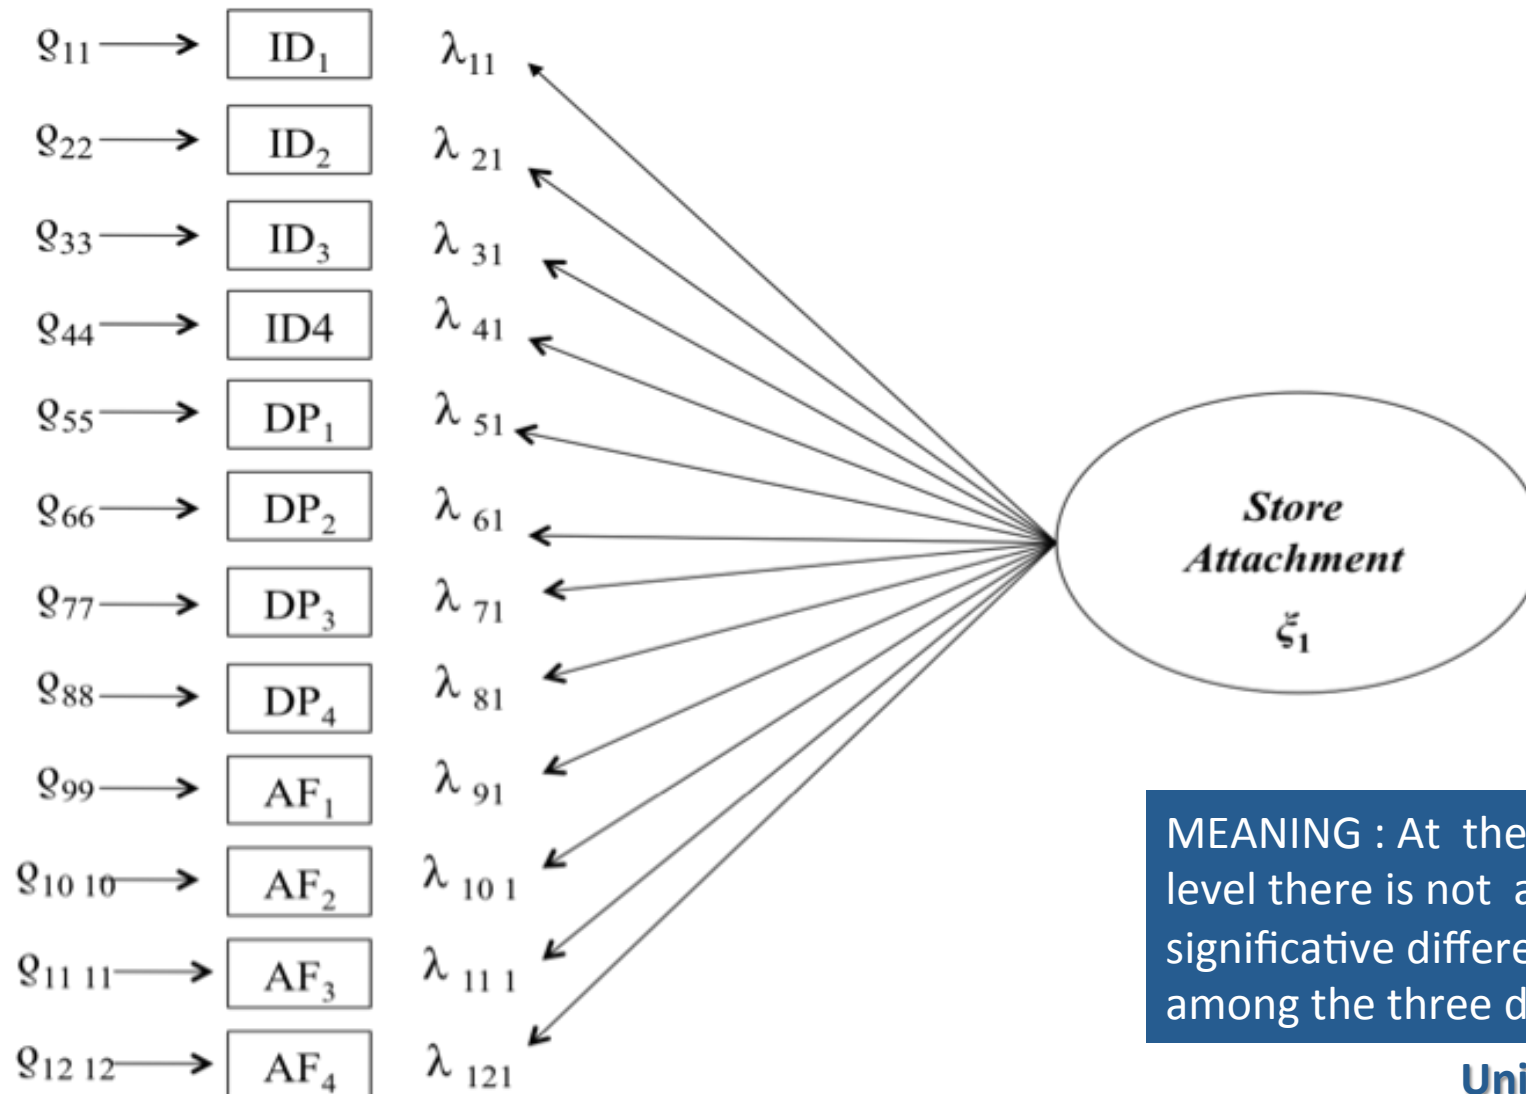 ϱ11 ID1 λ11
ϱ22 ID2 λ 21
ϱ33 ID3 λ 31
ϱ44 ID4 λ 41
ϱ55 DP1 λ 51
ϱ66 DP2 λ 61
ϱ77 DP3 λ 71
ϱ88 DP4 λ 81
ϱ99 AF1 λ 91
ϱ10 10 AF2 λ 10 1
ϱ11 11 AF3 λ 11 1
ϱ12 12 AF4 λ 121
Store
Attachment
ξ1
MEANING : At the
level there is not
significative
among the three